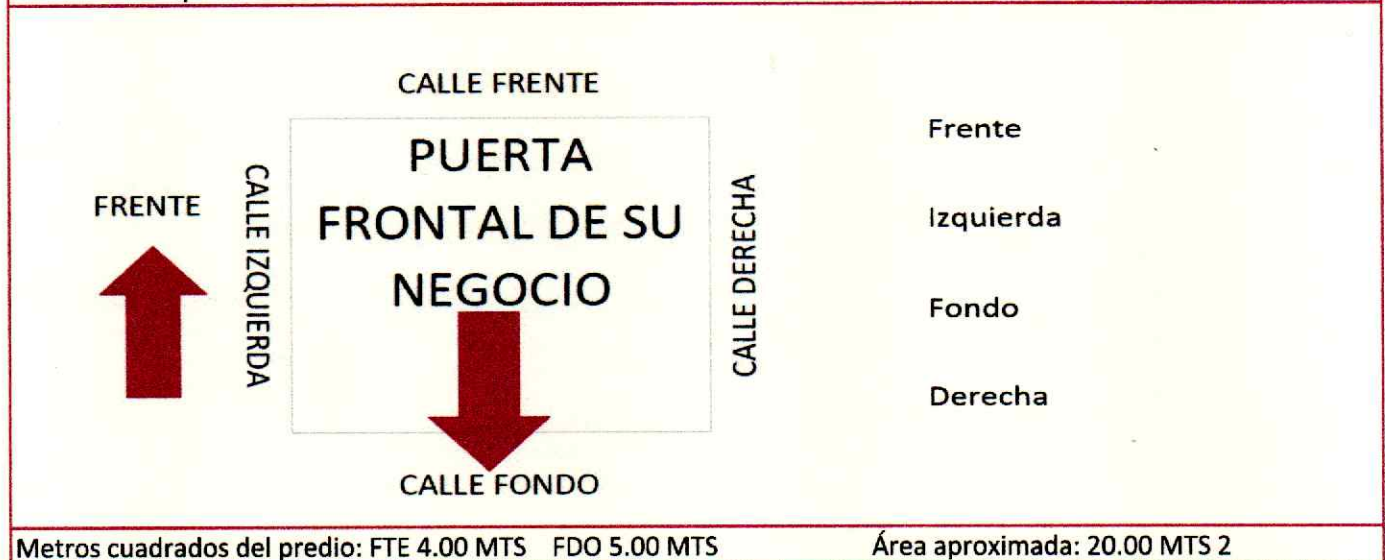 CALLE FRENTE
PUERTA
FRONTAL DE SU
NEGOCIO
FRENTE
CALLE IZQUIERDA
CALLE DERECHA
CALLE FONDO
Frente
Izquierda
Fondo
Derecha
Metros cuadrados del predio: FTE 4.00 MTS FDO 5.00 MTS Área aproximada: 20.00 MTS 2